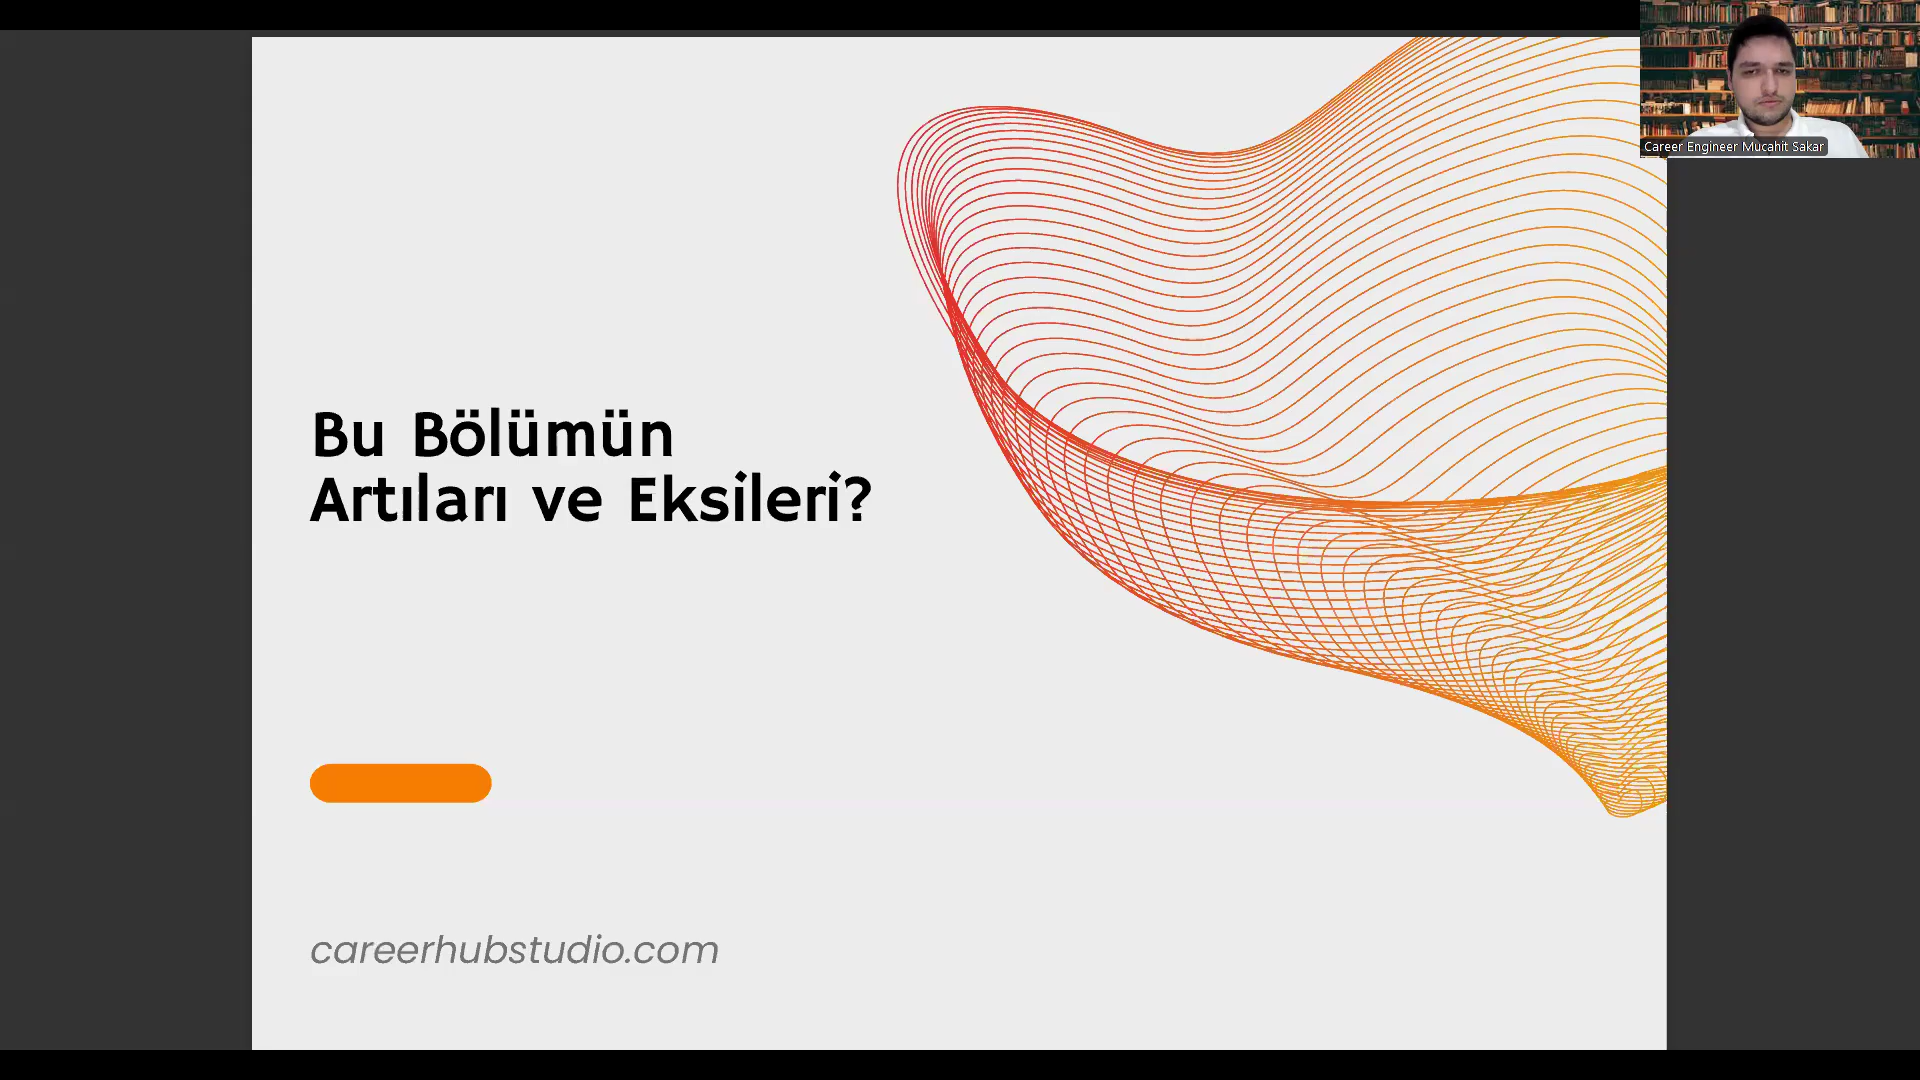 Career Engineer Mucahit Sakar
Bu Bölümün
Artıları ve Eksileri?
careerhubstudio.com